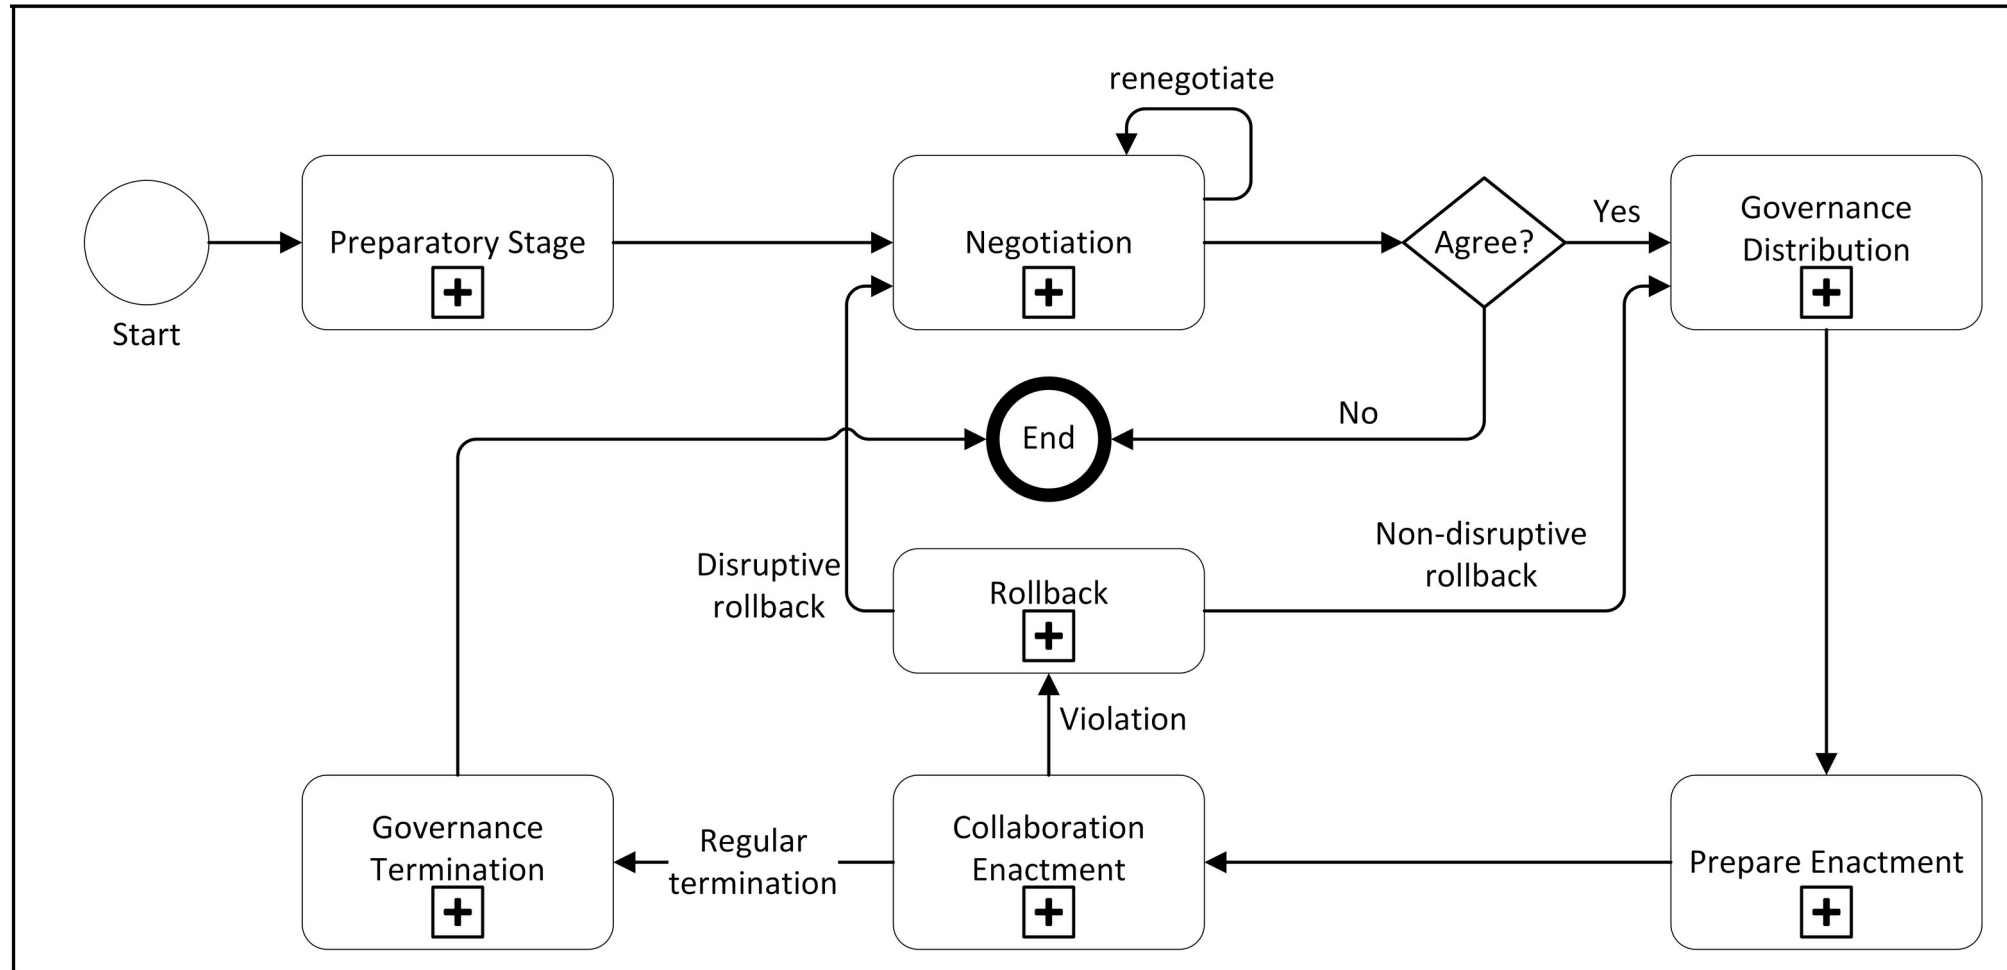 renegotiate
Start
Preparatory Stage
Negotiation
Agree?
Yes
Governance
Distribution
No
End
Disruptive
rollback
Rollback
Non-disruptive
rollback
Violation
Governance
Termination
Regular
termination
Collaboration
Enactment
Prepare Enactment